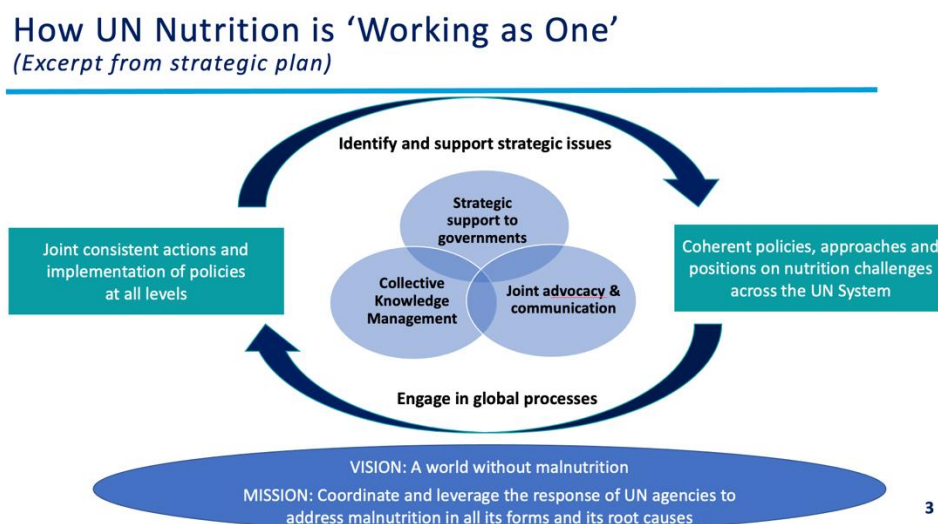 How UN Nutrition is ‘Working as One’
(Excerpt from strategic plan)
Identify and support strategic issues
Strategic
support to
governments
Joint consistent actions and
implementation of policies
at all levels
Collective
Knowledge
Management
Joint advocacy &
communication
Coherent policies, approaches and
positions on nutrition challenges
across the UN System
Engage in global processes
VISION: A world without malnutrition
MISSION: Coordinate and leverage the response of UN agencies to
address malnutrition in all its forms and its root causes
3